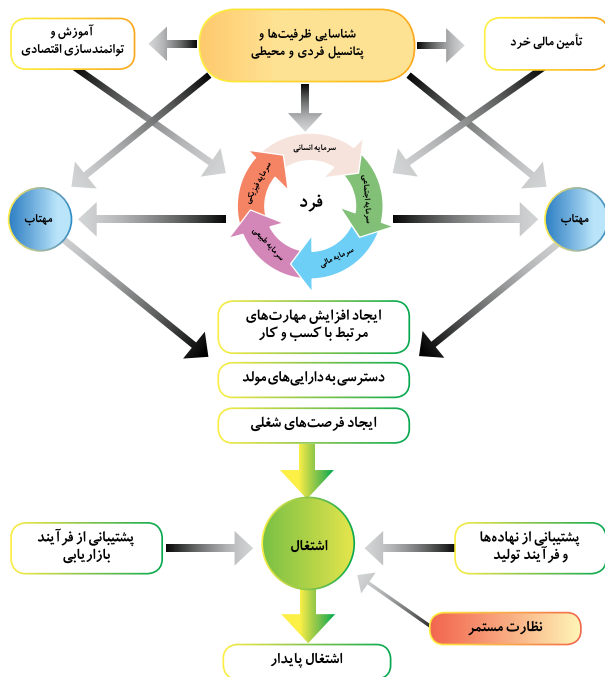 شناسایی ظرفیت‌ها و
پتانسیل فردی و محیطی
تأمین مالی خرد
آموزش و
توانمندسازی اقتصادی
سرمایه انسانی
سرمایه اجتماعی
سرمایه مالی
سرمایه طبیعی
سرمایه فیزیکی
فرد
مهتاب
مهتاب
ایجاد افزایش مهارت‌های
مرتبط با کسب و کار
دسترسی به دارایی‌های مولد
ایجاد فرصت‌های شغلی
اشتغال
پشتیبانی از نهاده‌ها
و فرآیند تولید
پشتیبانی از فرآیند
بازاریابی
نظارت مستمر
اشتغال پایدار